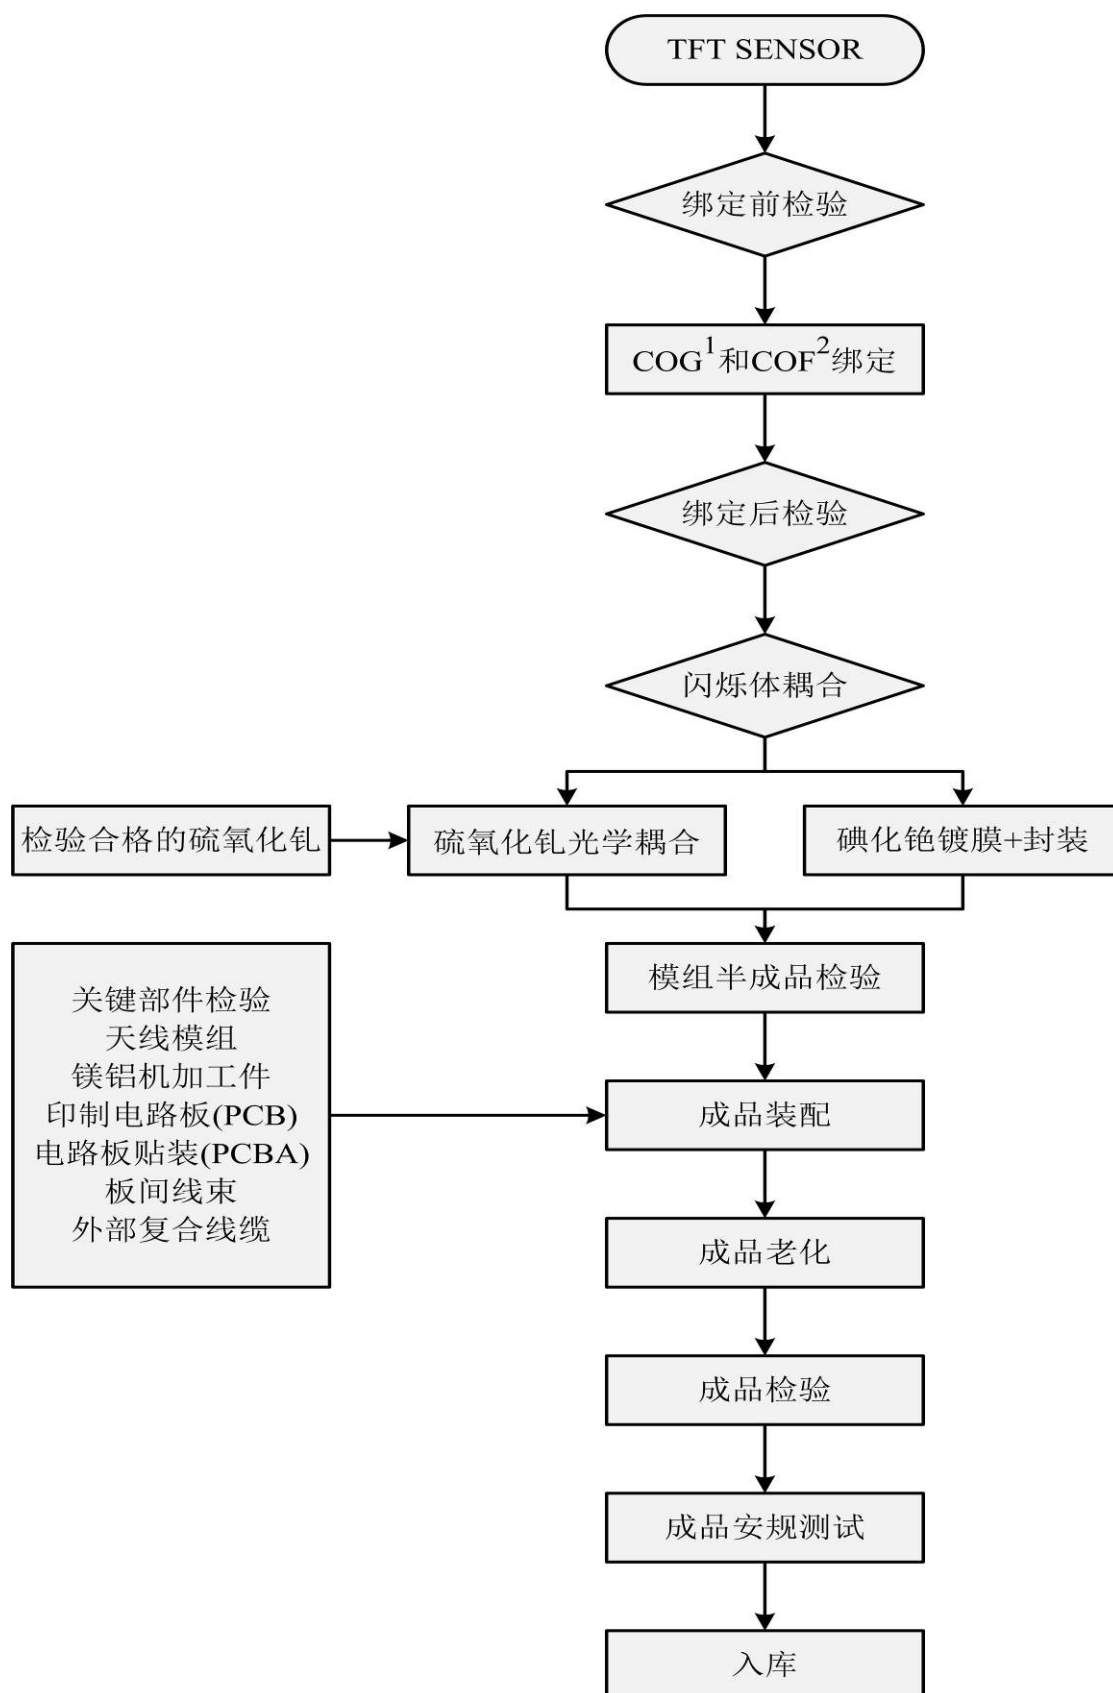 TFT SENSOR
绑定前检验
COG¹和COF²绑定
绑定后检验
闪烁体耦合
检验合格的硫氧化钆
硫氧化钆光学耦合
碘化铯镀膜+封装
模组半成品检验
关键部件检验
天线模组
镁铝机加工件
印制电路板(PCB)
电路板贴装(PCBA)
板间线束
外部复合线缆
成品装配
成品老化
成品检验
成品安规测试
入库